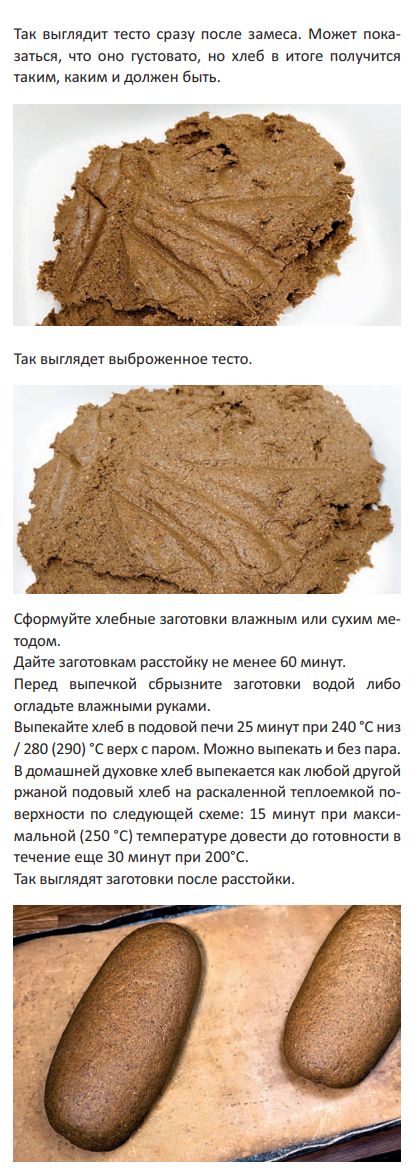 Так выглядит тесто сразу после замеса. Может пока-
заться, что оно густовато, но хлеб в итоге получится
таким, каким и должен быть.
Так выглядет выброженное тесто.
Сформуйте хлебные заготовки влажным или сухим ме-
тодом.
Дайте заготовкам расстойку не менее 60 минут.
Перед выпечкой сбрызните заготовки водой либо
огладьте влажными руками.
Выпекайте хлеб в подовой печи 25 минут при 240 °С низ
/ 280 (290) °С верх с паром. Можно выпекать и без пара.
В домашней духовке хлеб выпекается как любой другой
ржаной подовый хлеб на раскаленной теплоемкой по-
верхности по следующей схеме: 15 минут при макси-
мальной (250 °С) температуре довести до готовности в
течение еще 30 минут при 200°С.
Так выглядят заготовки после расстойки.